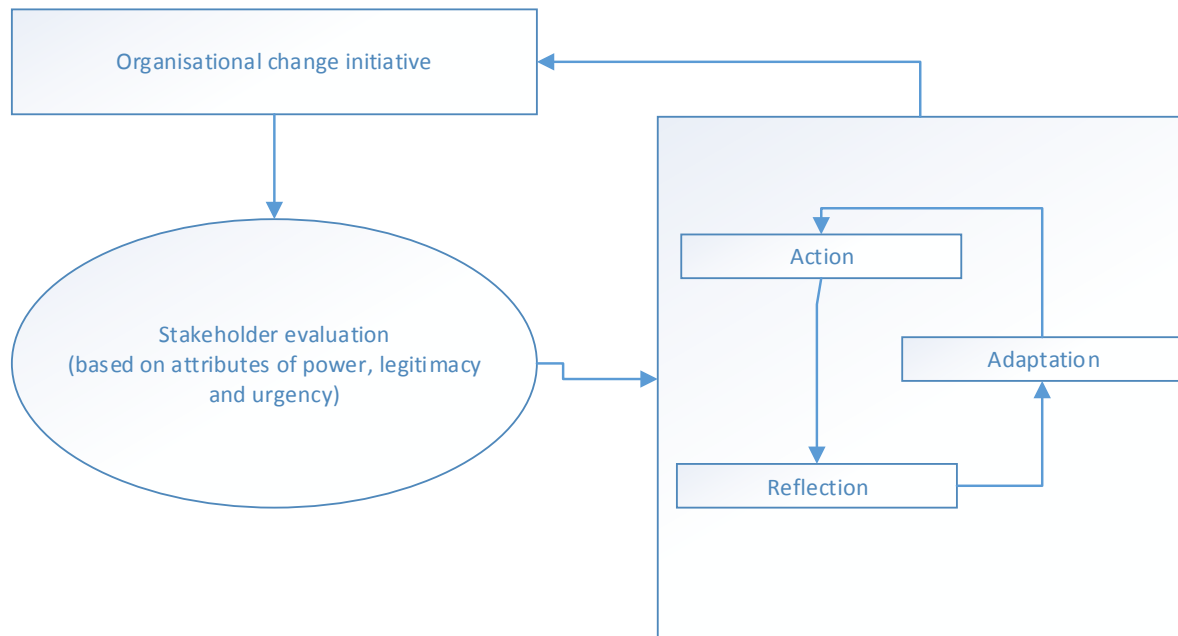 Organisational change initiative
Stakeholder evaluation
(based on attributes of power, legitimacy
and urgency)
Action
Adaptation
Reflection